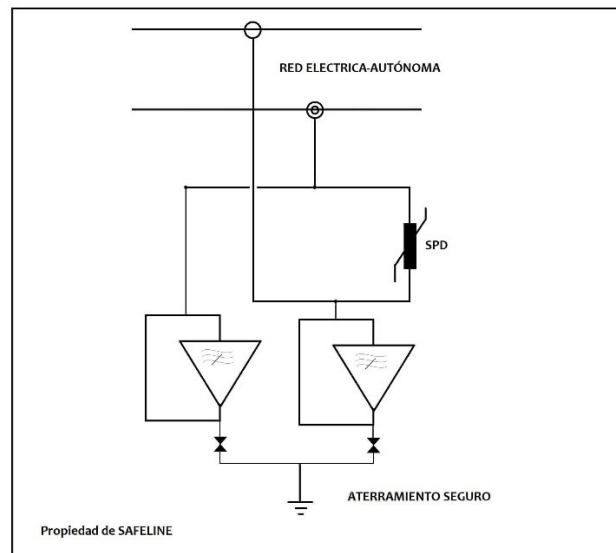 RED ELECTRICA-AUTÓNOMA
SPD
ATERRAMIENTO SEGURO
Propiedad de SAFELINE